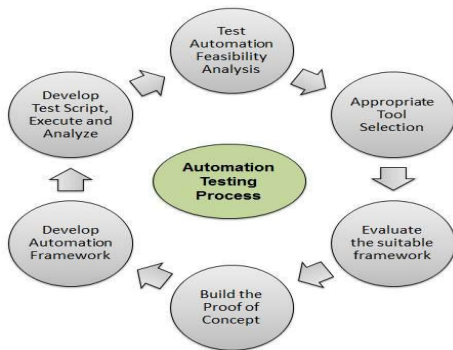 Test
Automation
Feasibility
Analysis
Appropriate
Tool
Selection
Evaluate
the suitable
framework
Build the
Proof of
Concept
Develop
Automation
Framework
Develop
Test Script,
Execute and
Analyze
Automation
Testing
Process